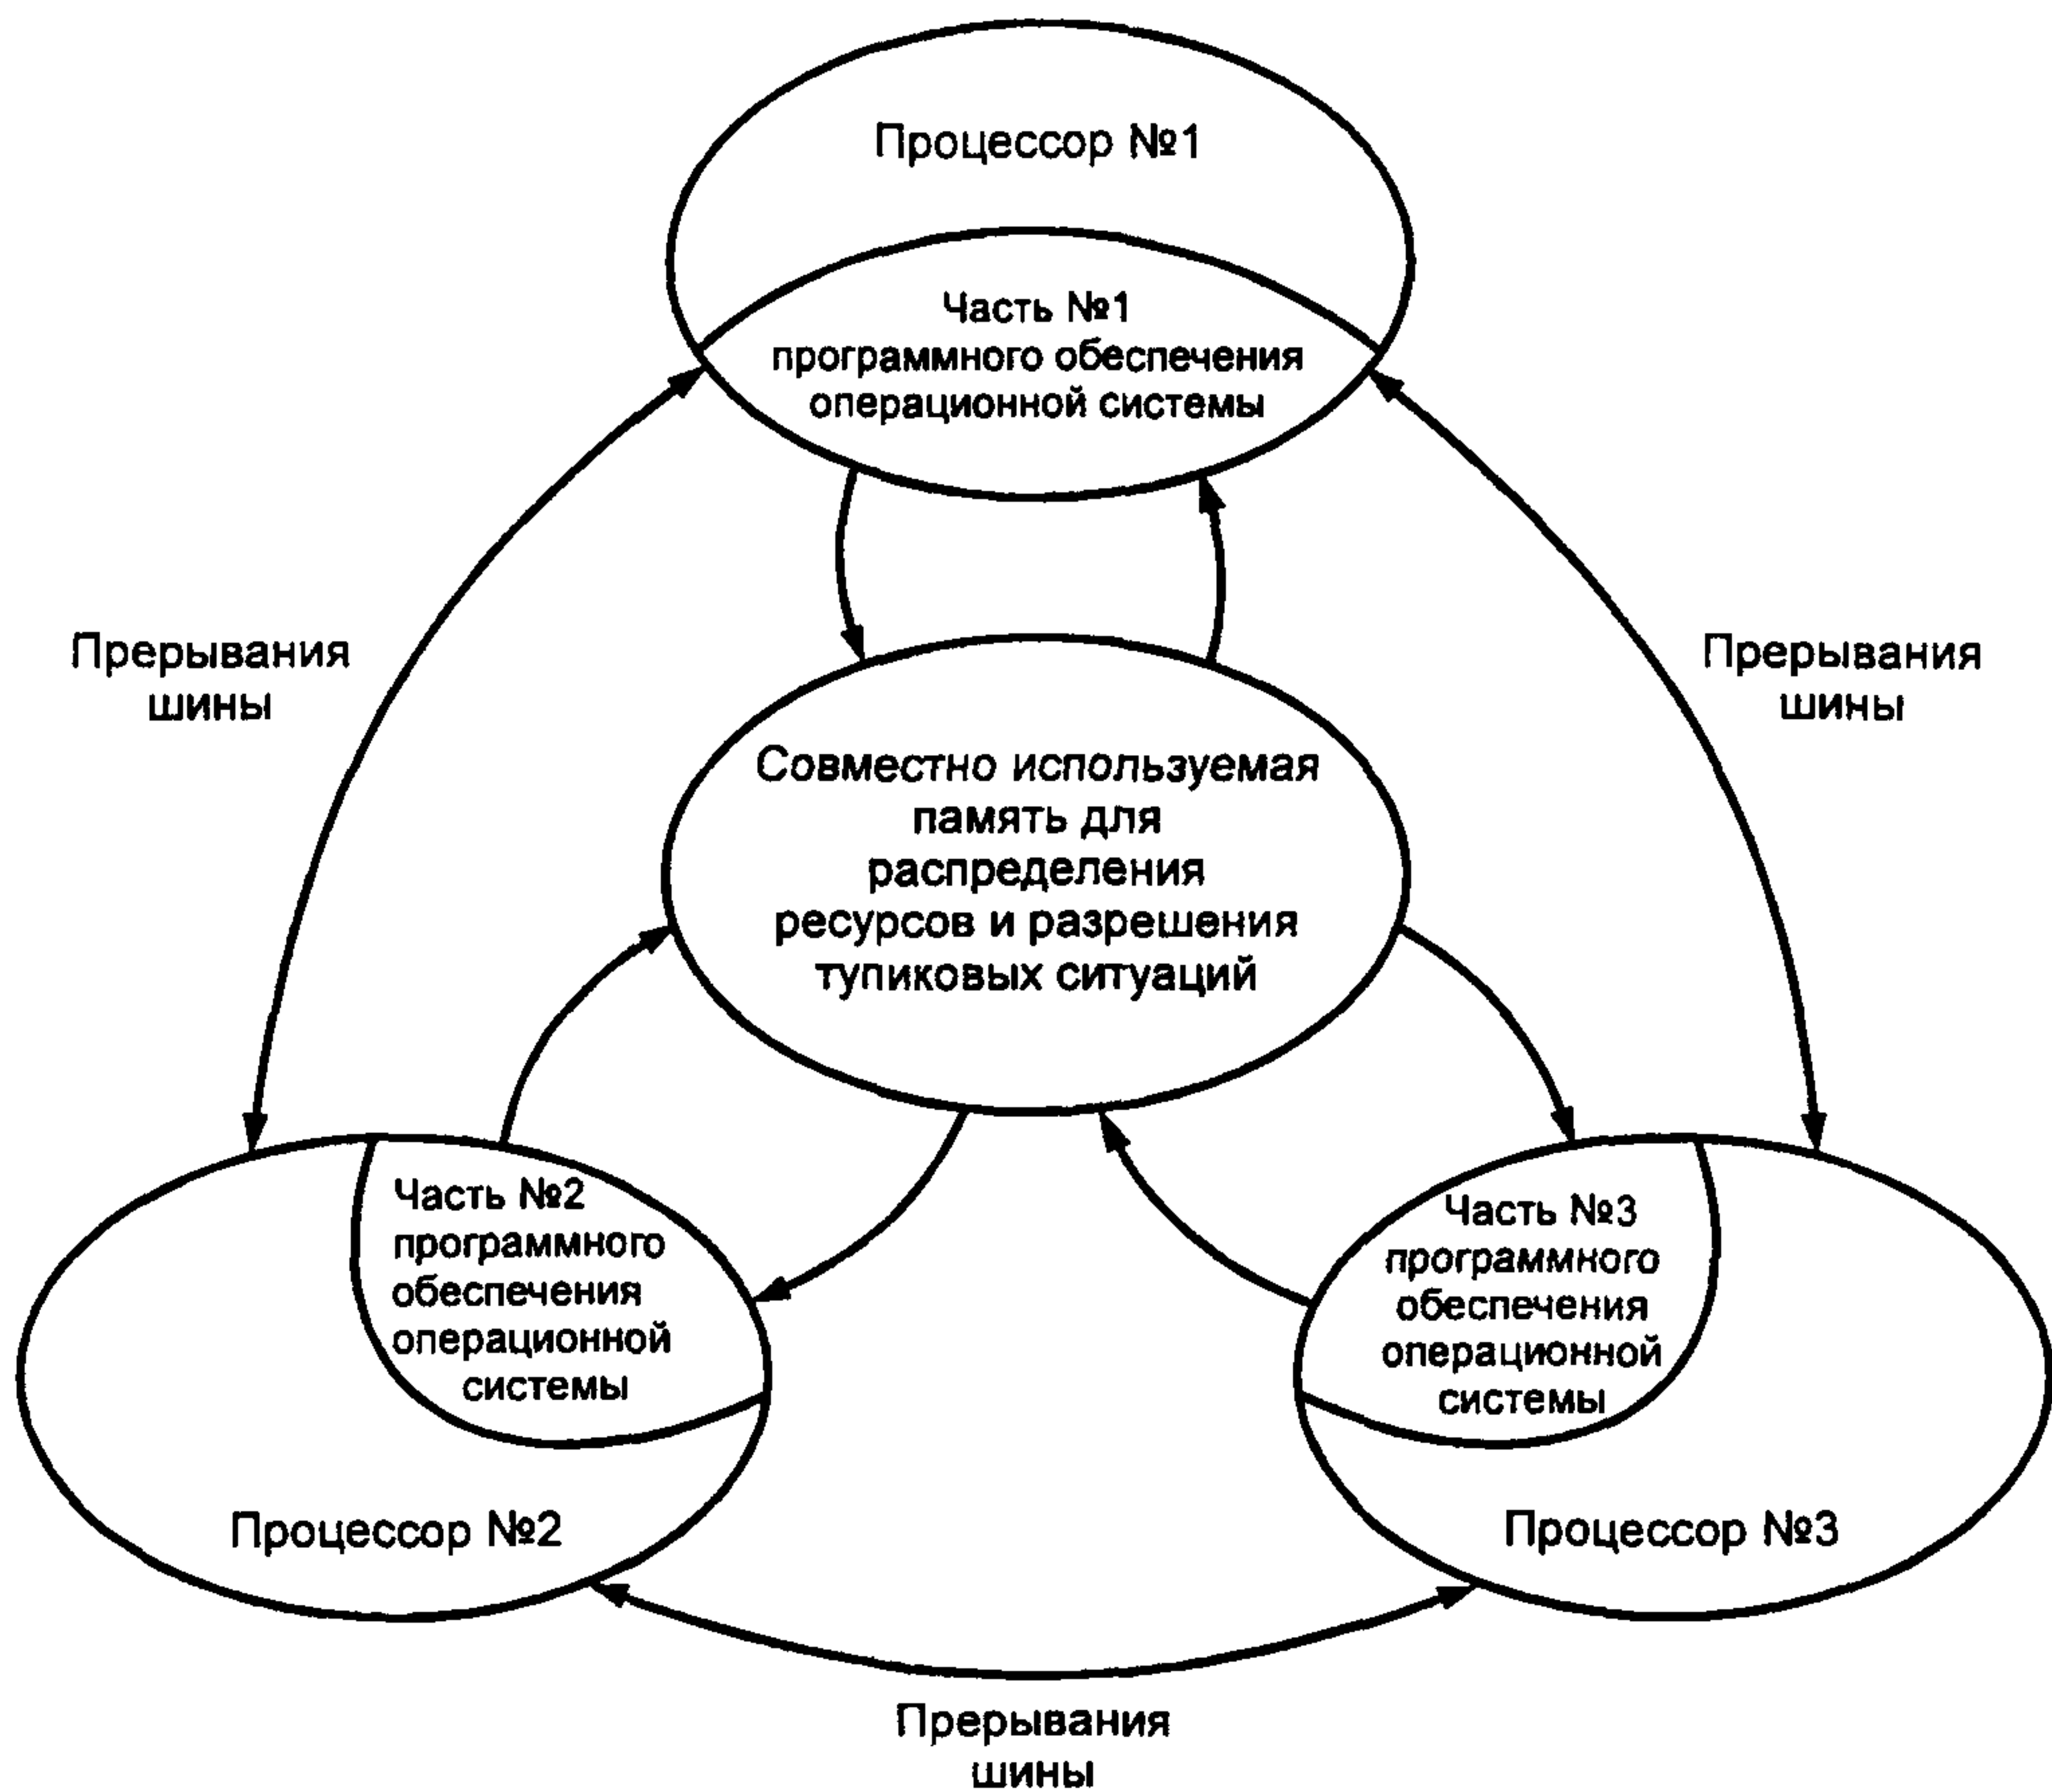 Процессор №1
Часть №1
программного обеспечения
операционной системы
Прерывания
шины
Прерывания
шины
Совместно используемая
память для
распределения
ресурсов и разрешения
тупиковых ситуаций
Часть №2
программного
обеспечения
операционной
системы
Процессор №2
Часть №3
программного
обеспечения
операционной
системы
Процессор №3
Прерывания
шины